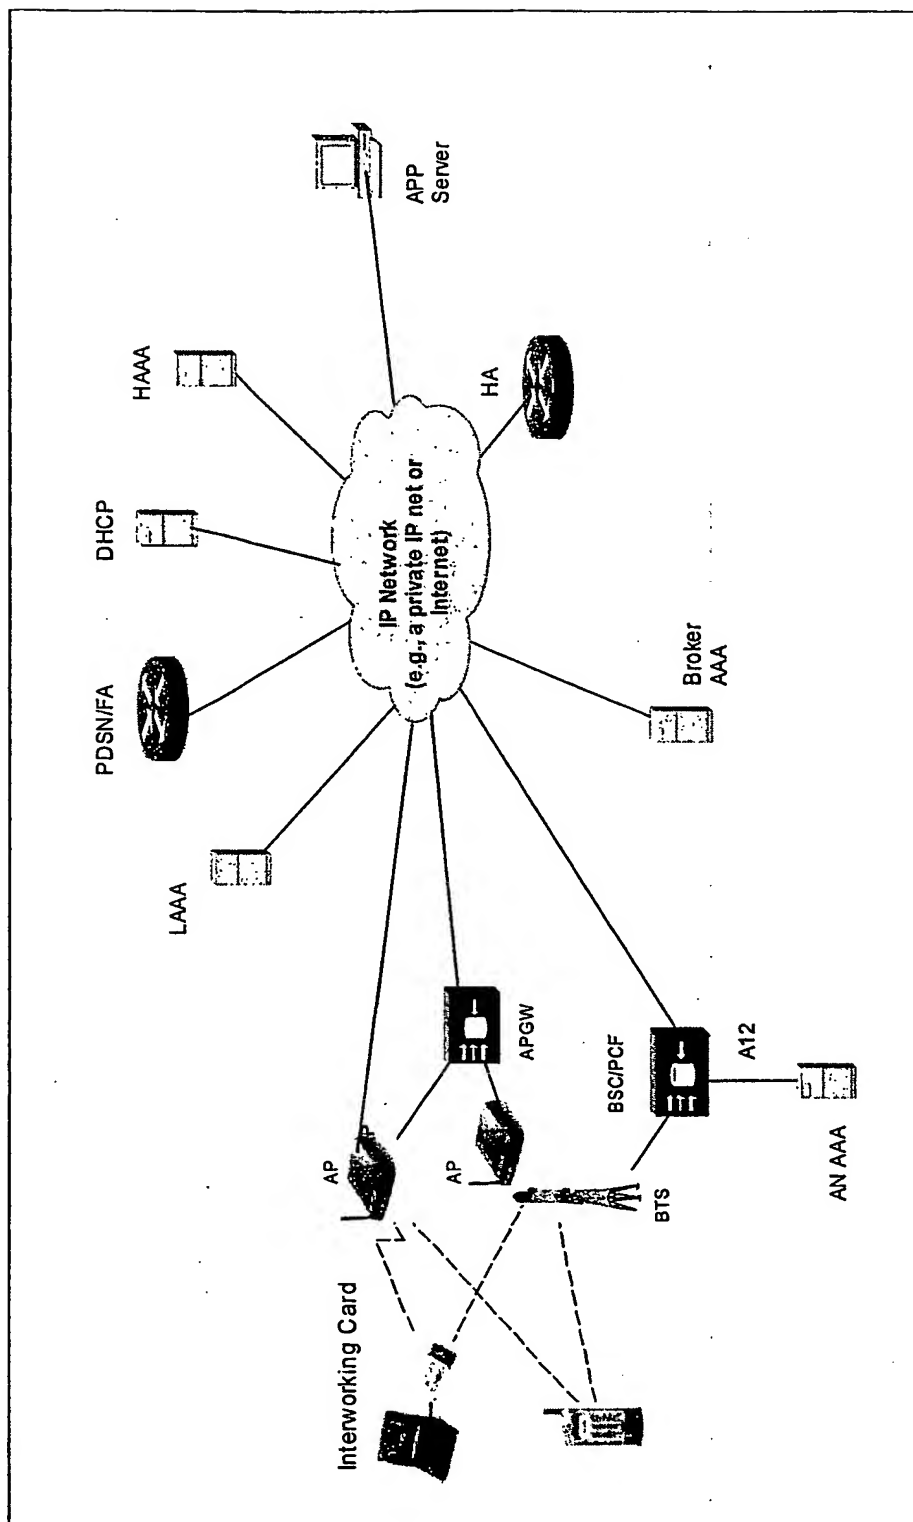 APP
Server
HAAA
HA
DHCP
IP Network
(e.g., a private IP net or
Internet)
PDSN/FA
Broker
AAA
LAAA
APGW
BSC/PCF
A12
AP
AP
BTS
AN AAA
Interworking Card